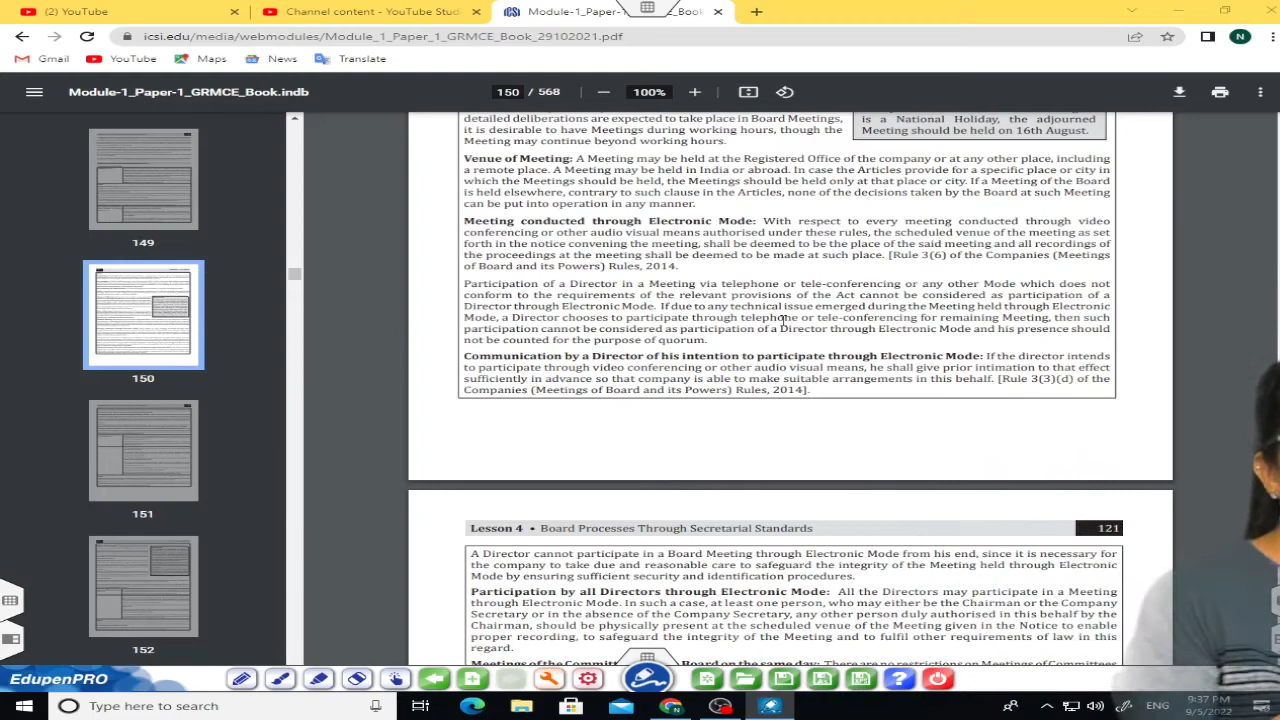 (2) YouTube
Channel content - YouTube Studio
Module-1_Paper-1_GRMCE_Book_
icsi.edu/media/webmodules/Module_1_Paper_1_GRMCE_Book_29102021.pdf
N
Gmail YouTube Maps News Translate
Module-1_Paper-1_GRMCE_Book.indb
150 / 568
100%
149
150
151
152
detailed deliberations are expected to take place in Board Meetings,
it is desirable to have Meetings during working hours, though the
Meeting may continue beyond working hours.
is a National Holiday, the adjourned
Meeting should be held on 16th August.
Venue of Meeting: A Meeting may be held at the Registered Office of the company or at any other place, including
a remote place. A Meeting may be held in India or abroad. In case the Articles provide for a specific place or city in
which the Meetings should be held, the Meetings should be held only at that place or city. If a Meeting of the Board
is held elsewhere, contrary to such clause in the Articles, none of the decisions taken by the Board at such Meeting
can be put into operation in any manner.
Meeting conducted through Electronic Mode: With respect to every meeting conducted through video
conferencing or other audio visual means authorised under these rules, the scheduled venue of the meeting as set
forth in the notice convening the meeting, shall be deemed to be the place of the said meeting and all recordings of
the proceedings at the meeting shall be deemed to be made at such place. [Rule 3(6) of the Companies (Meetings
of Board and its Powers) Rules, 2014.
Participation of a Director in a Meeting via telephone or tele-conferencing or any other Mode which does not
conform to the requirements of the relevant provisions of the Act cannot be considered as participation of a
Director through Electronic Mode. If due to any technical issue emerged during the Meeting held through Electronic
Mode, a Director chooses to participate through telephone or tele-conferencing for remaining Meeting, then such
participation cannot be considered as participation of a Director through Electronic Mode and his presence should
not be counted for the purpose of quorum.
Communication by a Director of his intention to participate through Electronic Mode: If the director intends
to participate through video conferencing or other audio visual means, he shall give prior intimation to that effect
sufficiently in advance so that company is able to make suitable arrangements in this behalf. [Rule 3(3)(d) of the
Companies (Meetings of Board and its Powers) Rules, 2014].
Lesson 4 • Board Processes Through Secretarial Standards 121
A Director cannot participate in a Board Meeting through Electronic Mode from his end, since it is necessary for
the company to take due and reasonable care to safeguard the integrity of the Meeting held through Electronic
Mode by ensuring sufficient security and identification procedures.
Participation by all Directors through Electronic Mode: All the Directors may participate in a Meeting
through Electronic Mode. In such a case, at least one person, who may either be the Chairman or the Company
Secretary or in the absence of the Company Secretary, any other person duly authorised in this behalf by the
Chairman, should be physically present at the scheduled venue of the Meeting given in the Notice to enable
proper recording, to safeguard the integrity of the Meeting and to fulfil other requirements of law in this
regard.
Meetings of the Committ Board on the same day: There are no restrictions on Meetings of Committees
EdupenPRO
Type here to search
ENG
9:37 PM
9/5/2022